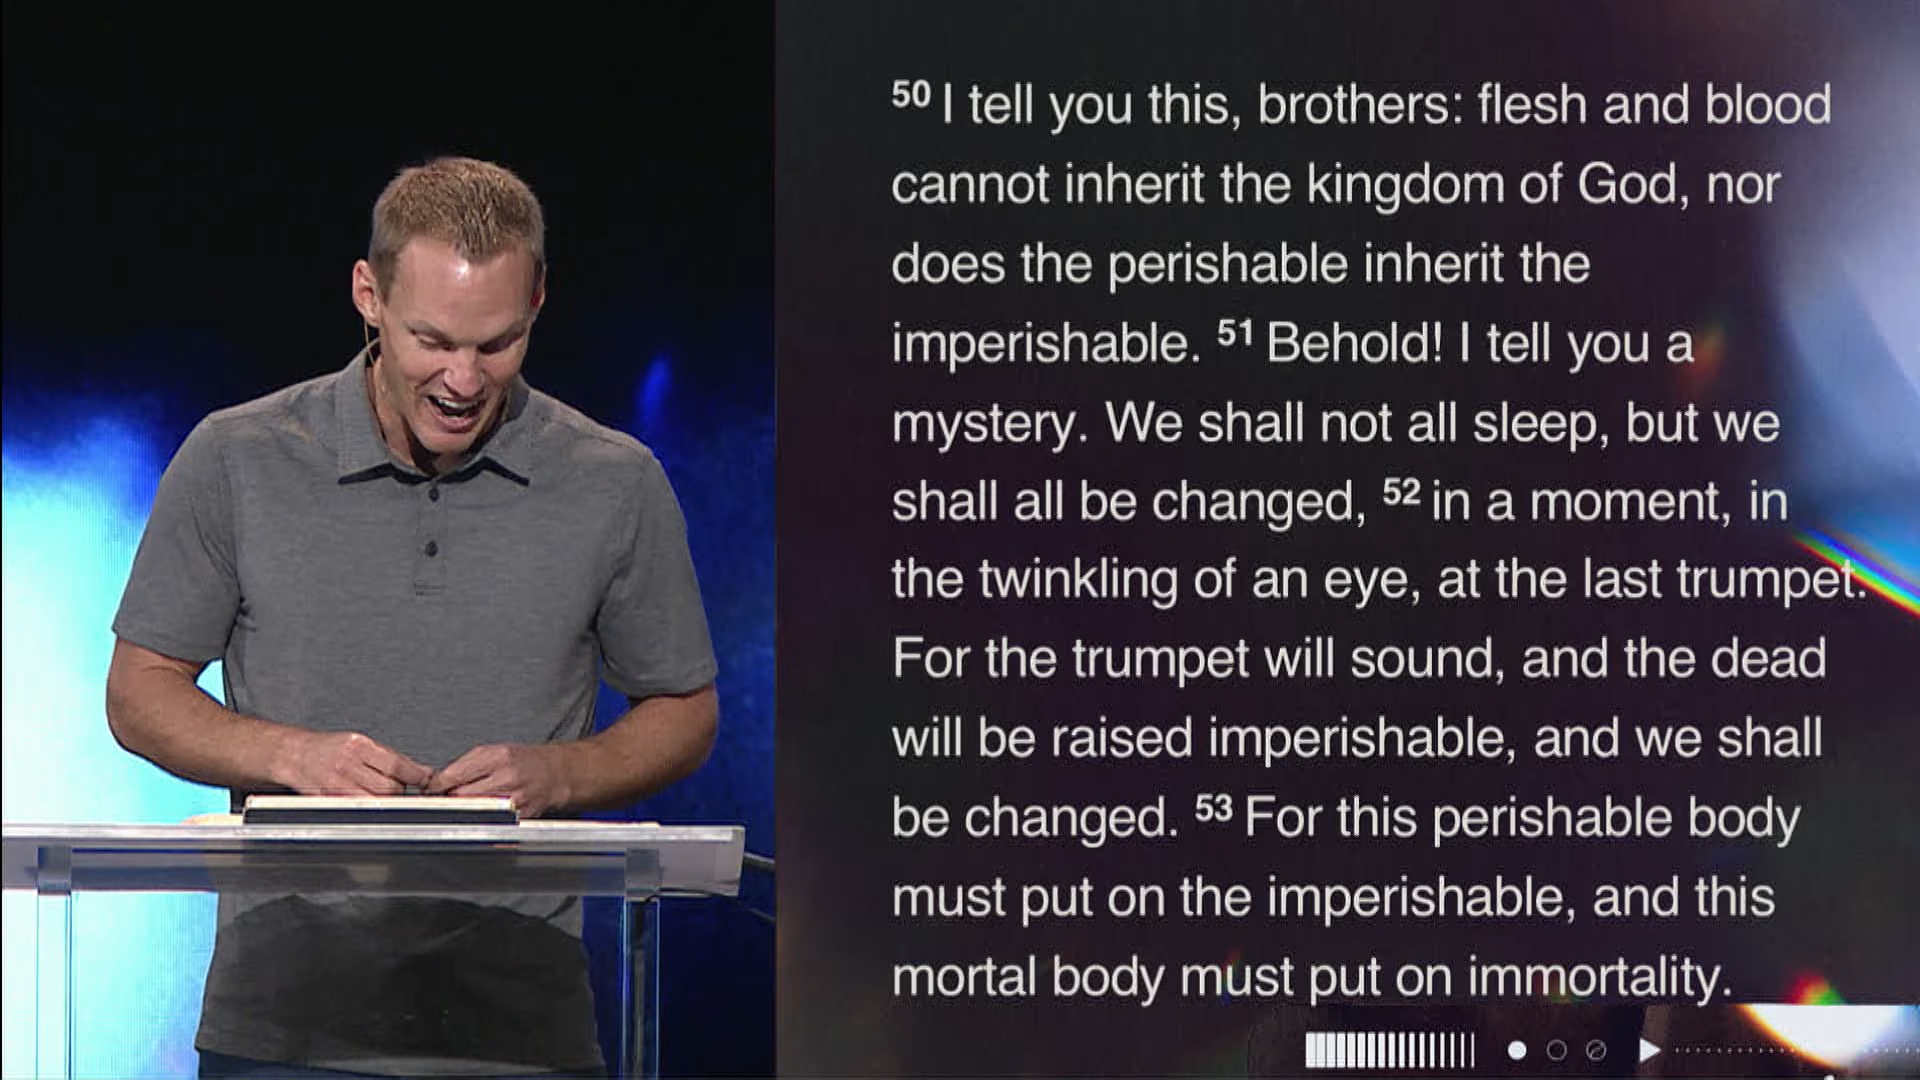 50 I tell you this, brothers: flesh and blood
cannot inherit the kingdom of God, nor
does the perishable inherit the
imperishable. 51 Behold! I tell you a
mystery. We shall not all sleep, but we
shall all be changed, 52 in a moment, in
the twinkling of an eye, at the last trumpet.
For the trumpet will sound, and the dead
will be raised imperishable, and we shall
be changed. 53 For this perishable body
must put on the imperishable, and this
mortal body must put on immortality.